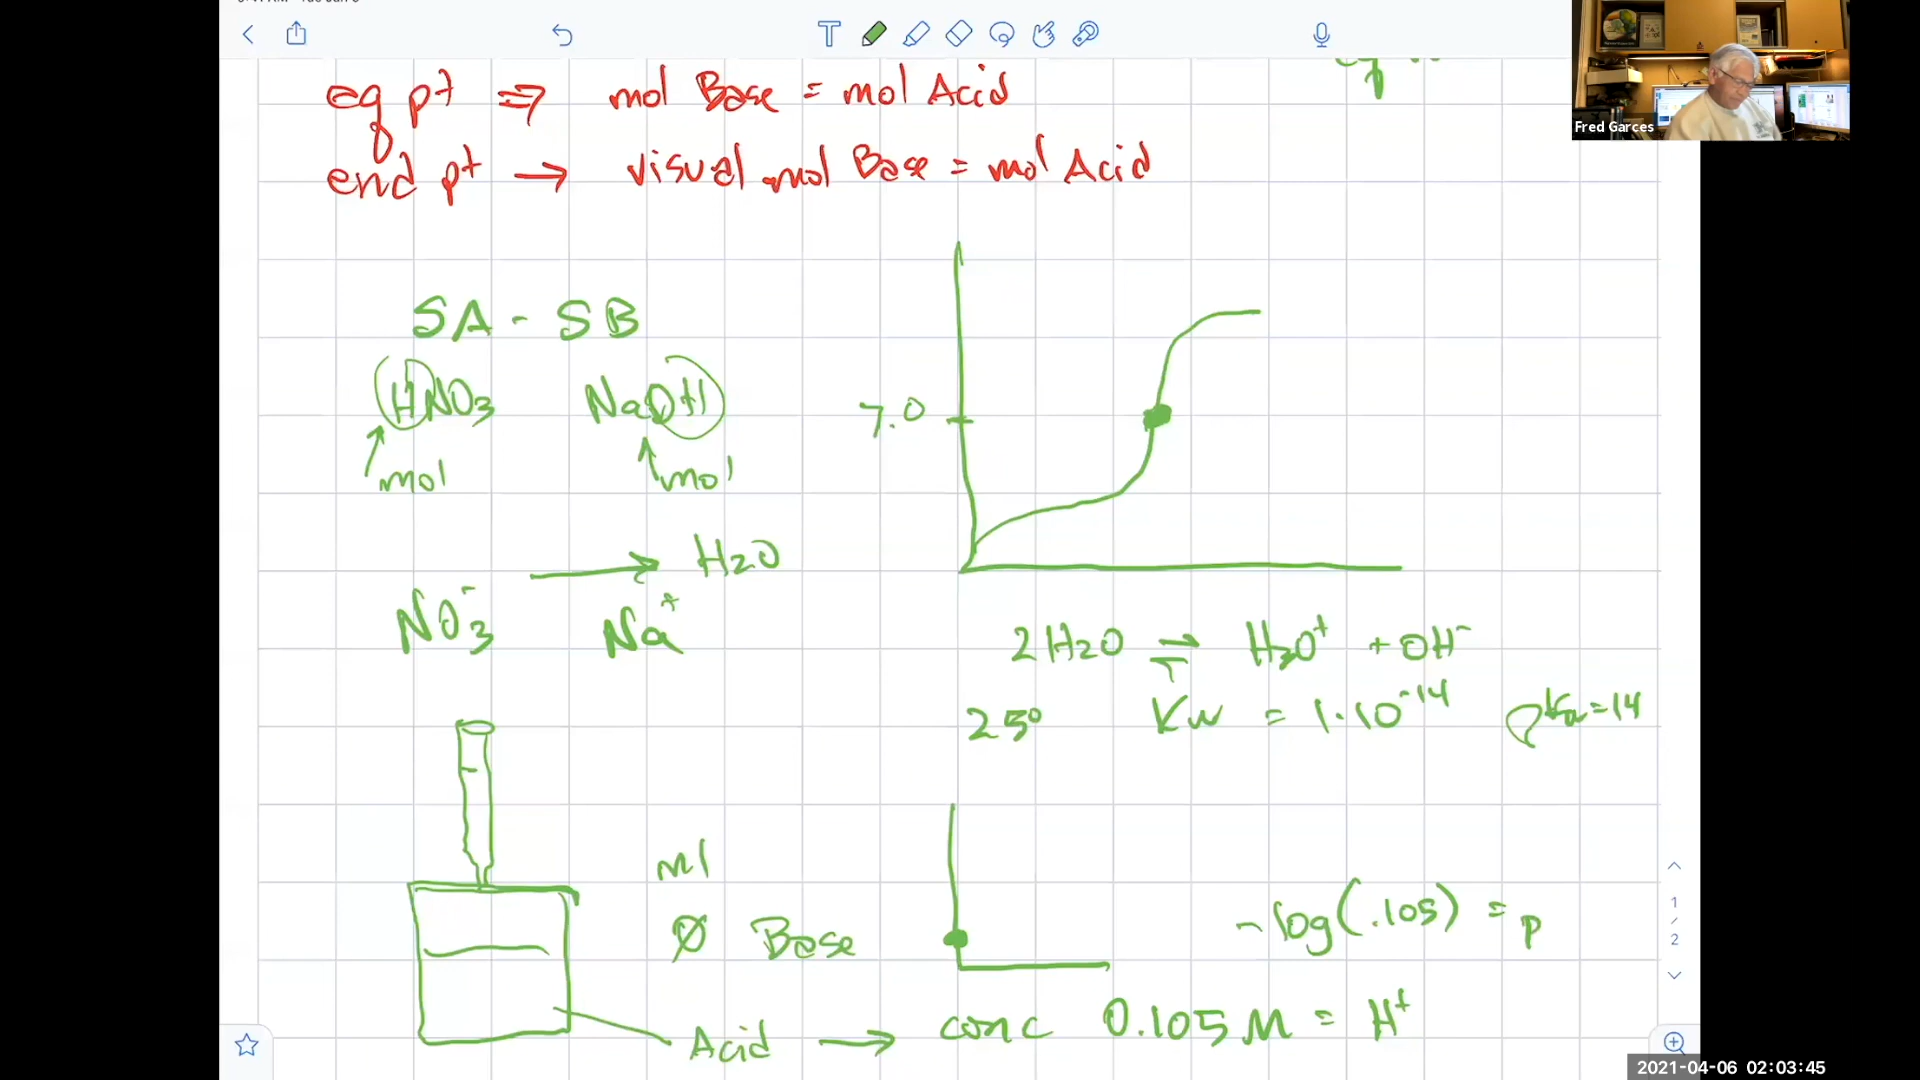 eq pt ⇒ mol Base = mol Acid
end pt → visual mol Base = mol Acid
Fred Garces
SA - SB
HNO3 NaOH
mol mol
7.0
→ H2O
NO3⁻ Na⁺
2H2O ⇌ H3O⁺ + OH⁻
25° Kw = 1·10⁻¹⁴ pKw=14
ml
Ø Base
-log(.105) = p
Acid → conc 0.105 M = H⁺
1
/
2
2021-04-06 02:03:45